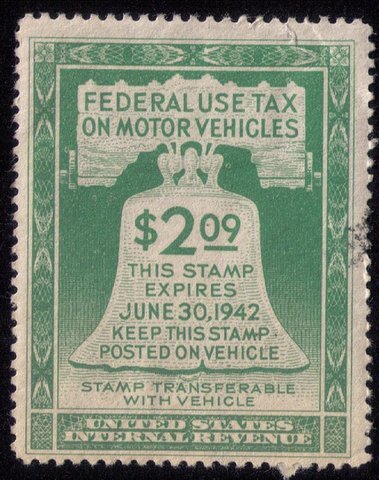 FEDERAL USE TAX
ON MOTOR VEHICLES
$2.09
THIS STAMP
EXPIRES
JUNE 30, 1942
KEEP THIS STAMP
POSTED ON VEHICLE
STAMP TRANSFERABLE
WITH VEHICLE
UNITED STATES
INTERNAL REVENUE